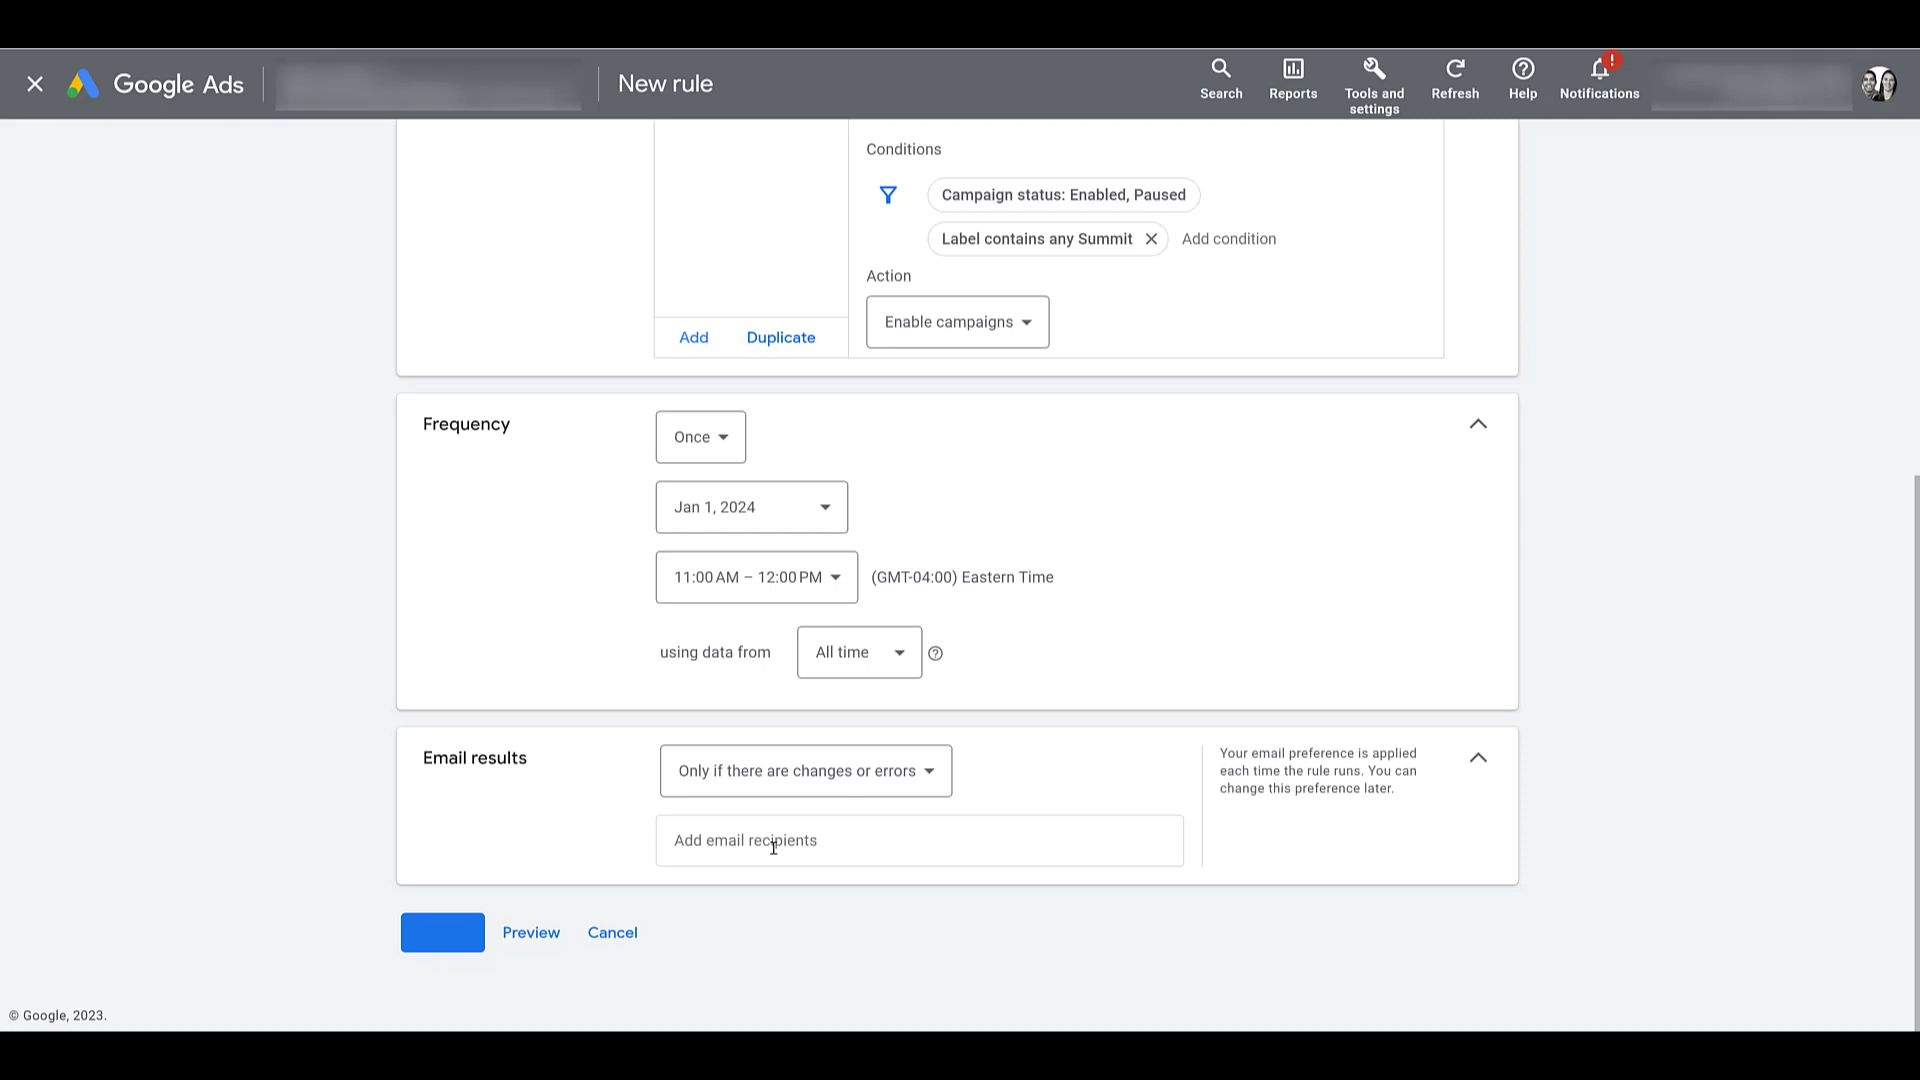 Google Ads
New rule
Search
Reports
Tools and
settings
Refresh
Help
!
Notifications
Conditions
Campaign status: Enabled, Paused
Label contains any Summit
Add condition
Action
Enable campaigns
Add
Duplicate
Frequency
Once
Jan 1, 2024
11:00 AM – 12:00 PM
(GMT-04:00) Eastern Time
using data from
All time
Email results
Only if there are changes or errors
Your email preference is applied
each time the rule runs. You can
change this preference later.
Add email recipients
Preview
Cancel
© Google, 2023.